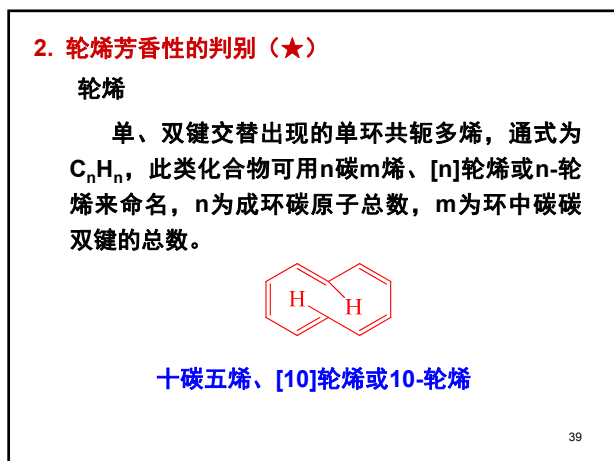 2. 轮烯芳香性的判别（★）
轮烯
单、双键交替出现的单环共轭多烯，通式为
CnHn，此类化合物可用n碳m烯、[n]轮烯或n-轮
烯来命名，n为成环碳原子总数，m为环中碳碳
双键的总数。
H
H
十碳五烯、[10]轮烯或10-轮烯
39